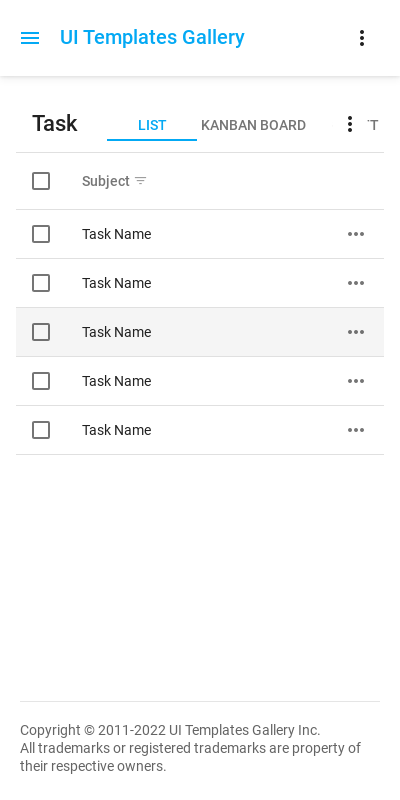 UI Templates Gallery
Task
LIST
KANBAN BOARD
Subject
Task Name
Task Name
Task Name
Task Name
Task Name
Copyright © 2011-2022 UI Templates Gallery Inc.
All trademarks or registered trademarks are property of
their respective owners.